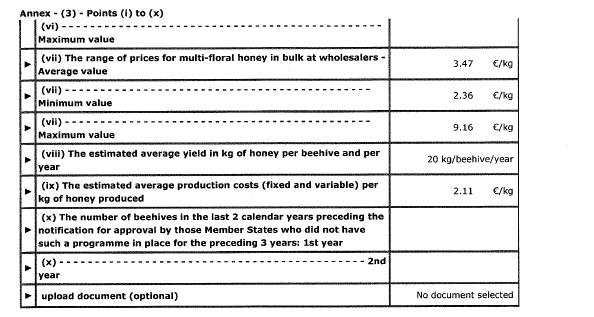 Annex - (3) - Points (i) to (x)
(vi) - - - - - - - - - - - - - - - - - - - - - - - - - - - - - - - - - - - - - - - - - -
Maximum value
(vii) The range of prices for multi-floral honey in bulk at wholesalers -
Average value
3.47 €/kg
(vii) - - - - - - - - - - - - - - - - - - - - - - - - - - - - - - - - - - - - - - - -
Minimum value
2.36 €/kg
(vii) - - - - - - - - - - - - - - - - - - - - - - - - - - - - - - - - - - - - - - - -
Maximum value
9.16 €/kg
(viii) The estimated average yield in kg of honey per beehive and per
year
20 kg/beehive/year
(ix) The estimated average production costs (fixed and variable) per
kg of honey produced
2.11 €/kg
(x) The number of beehives in the last 2 calendar years preceding the
notification for approval by those Member States who did not have
such a programme in place for the preceding 3 years: 1st year
(x) - - - - - - - - - - - - - - - - - - - - - - - - - - - - - - - - - - - - - - - - 2nd
year
upload document (optional)
No document selected